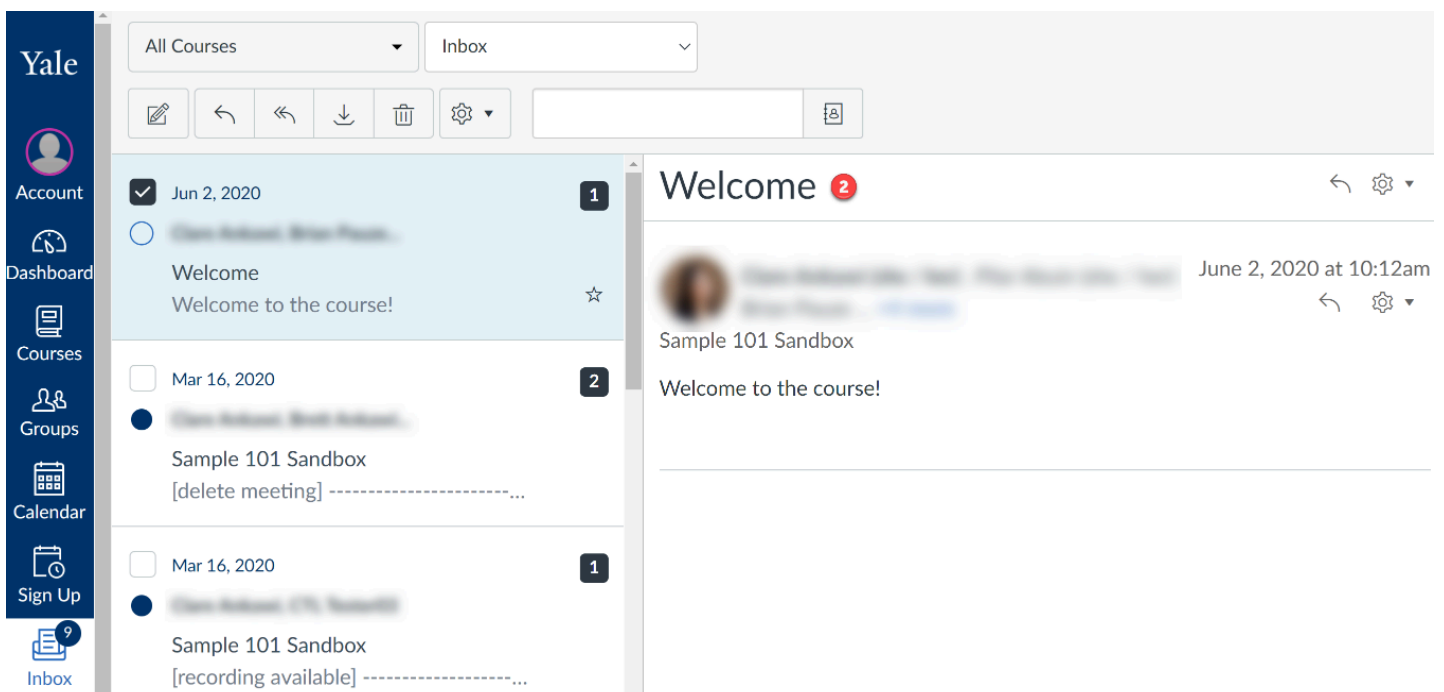 Yale
Account
Dashboard
Courses
Groups
Calendar
Sign Up
9
Inbox
All Courses
Inbox
Jun 2, 2020
1
Welcome
Welcome to the course!
Mar 16, 2020
2
Sample 101 Sandbox
[delete meeting] -----------------------...
Mar 16, 2020
1
Sample 101 Sandbox
[recording available] -------------------...
Welcome 2
June 2, 2020 at 10:12am
Sample 101 Sandbox
Welcome to the course!